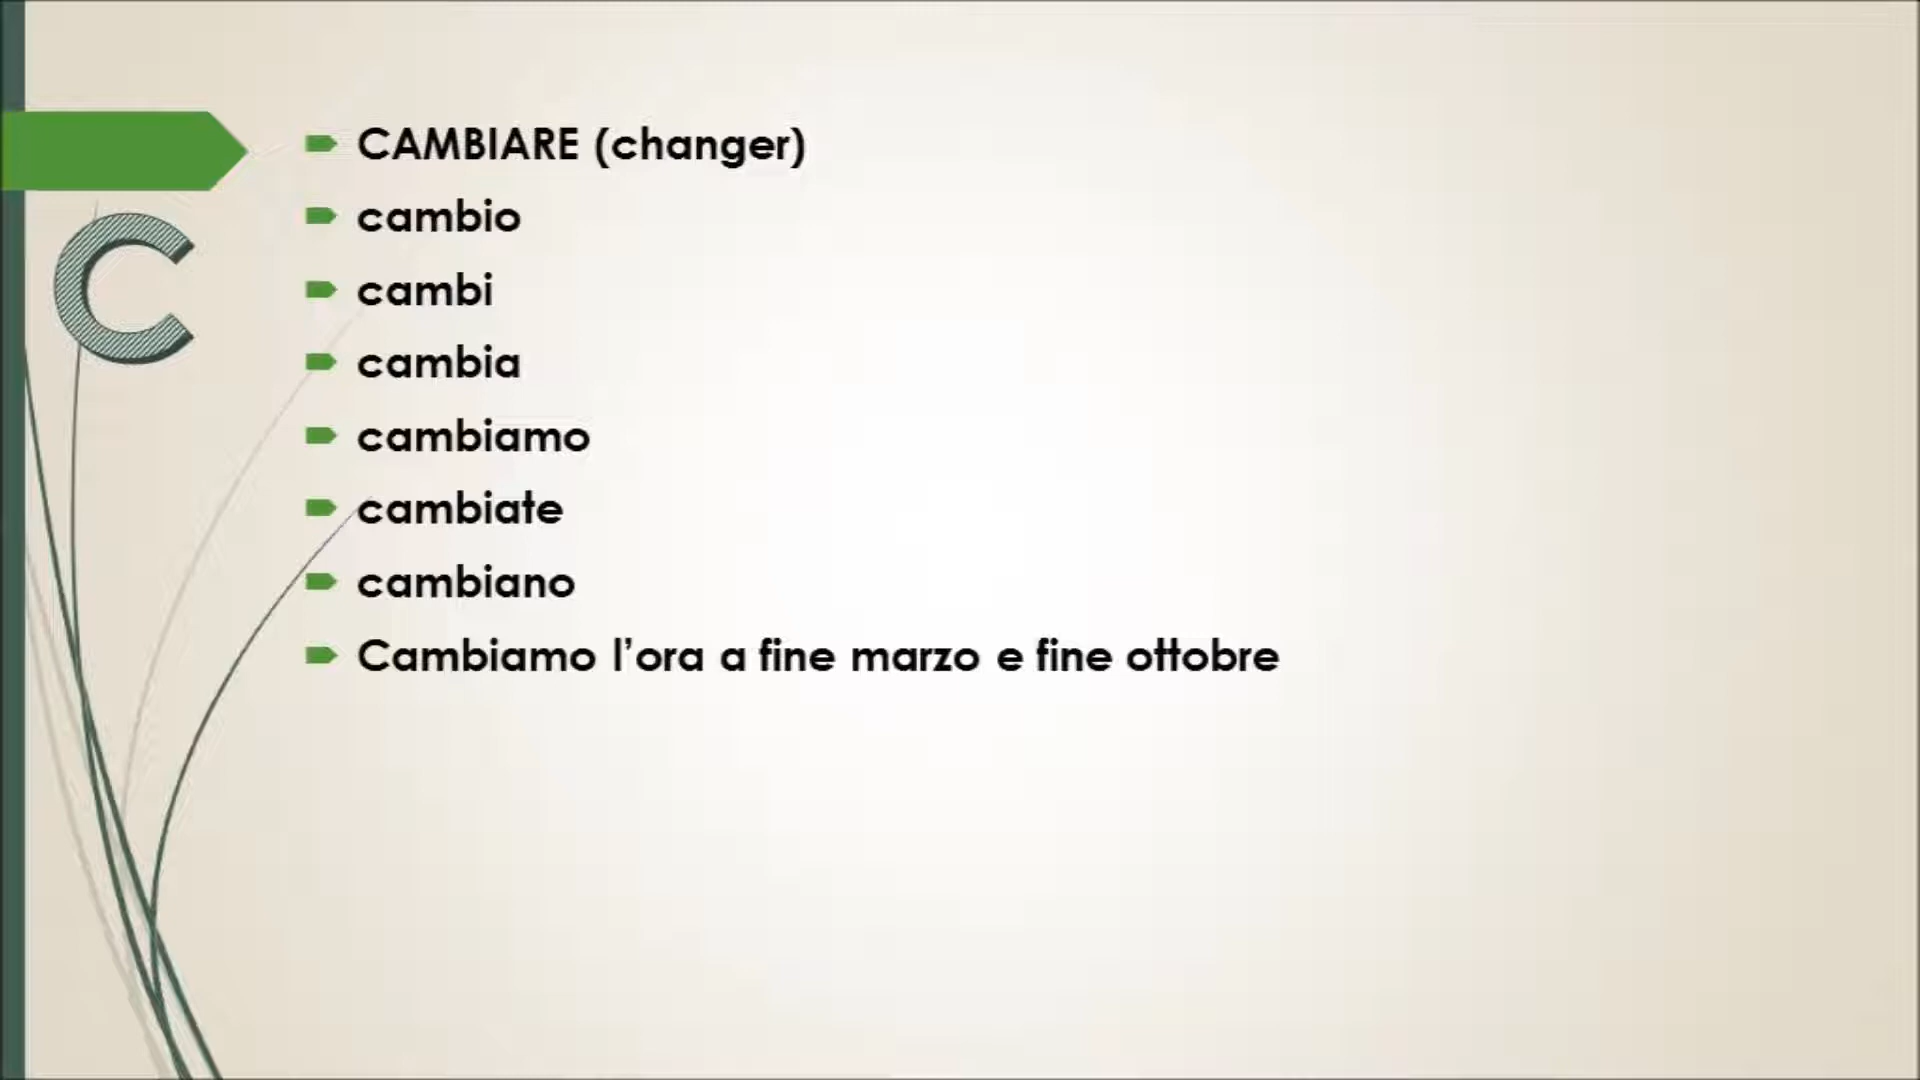 CAMBIARE (changer)
C
cambio
cambi
cambia
cambiamo
cambiate
cambiano
Cambiamo l’ora a fine marzo e fine ottobre